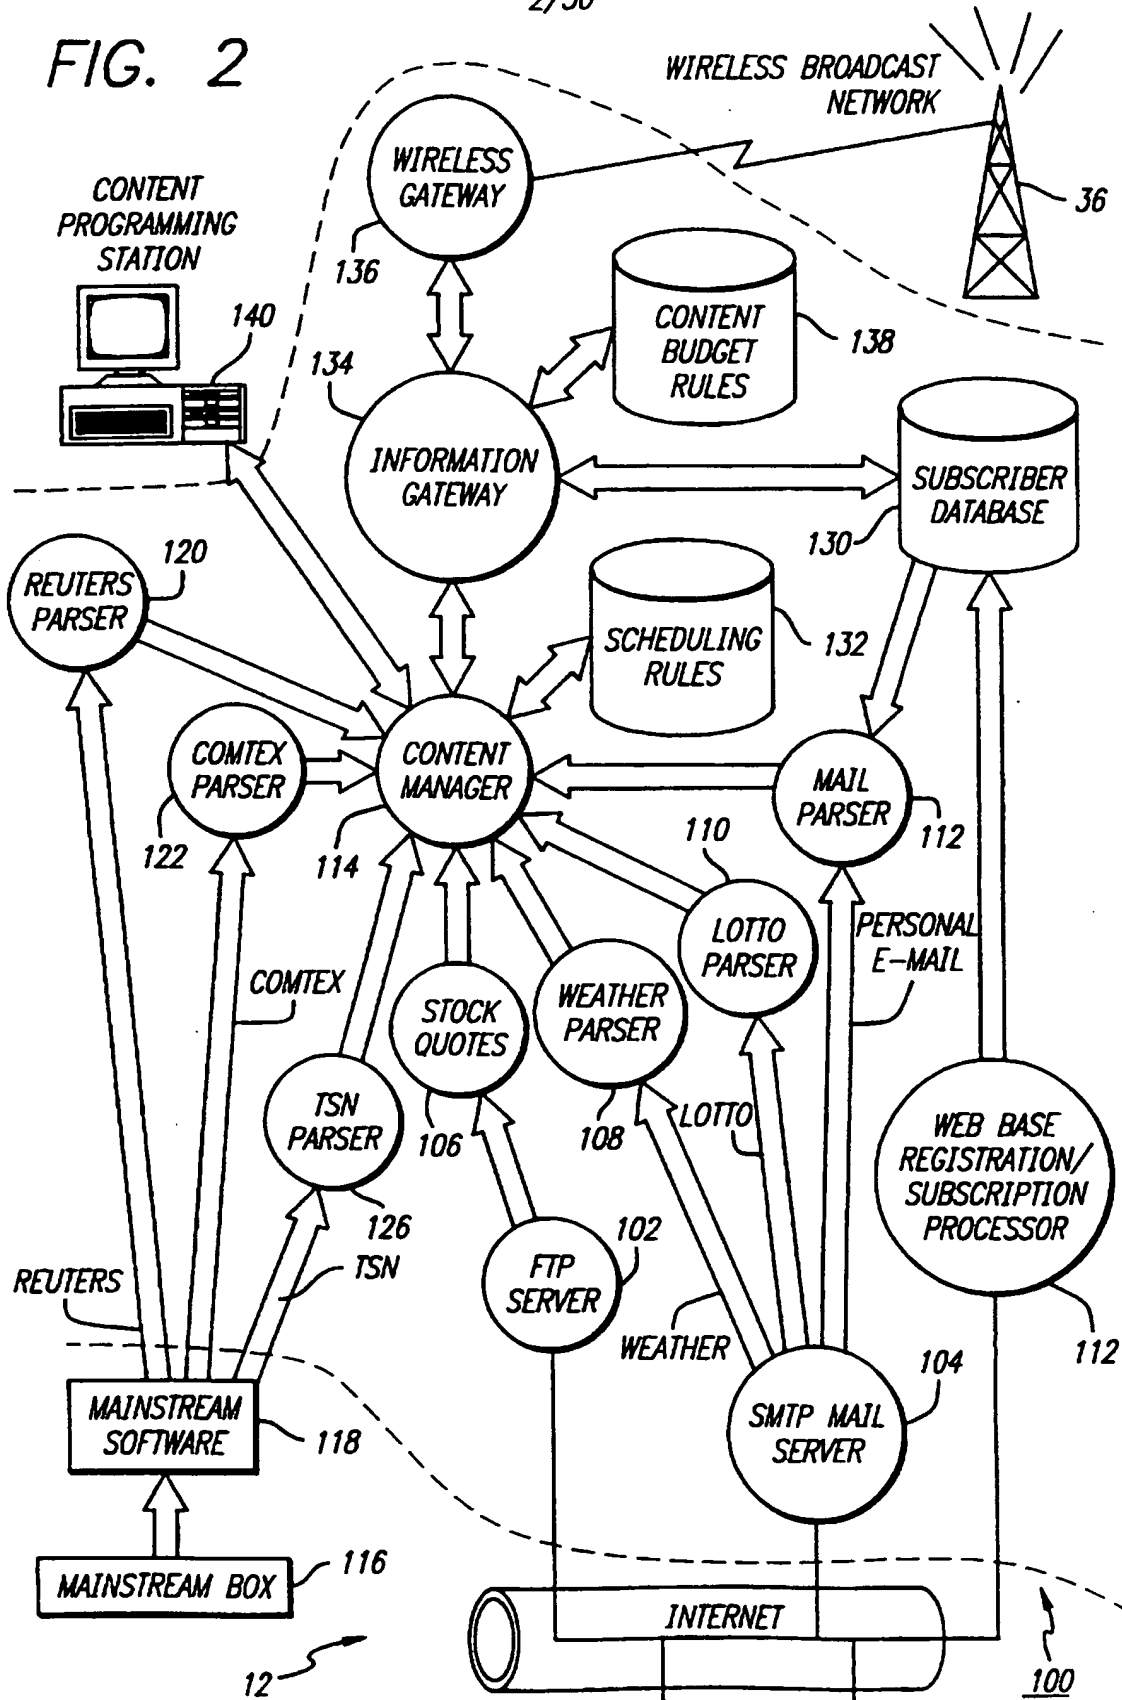 2/30
FIG. 2
WIRELESS BROADCAST
NETWORK
36
WIRELESS
GATEWAY
136
CONTENT
PROGRAMMING
STATION
140
CONTENT
BUDGET
RULES
138
134
INFORMATION
GATEWAY
SUBSCRIBER
DATABASE
130
120
REUTERS
PARSER
SCHEDULING
RULES
132
COMTEX
PARSER
122
CONTENT
MANAGER
114
MAIL
PARSER
112
110
LOTTO
PARSER
PERSONAL
E-MAIL
COMTEX
STOCK
QUOTES
106
WEATHER
PARSER
108
LOTTO
TSN
PARSER
126
TSN
WEB BASE
REGISTRATION/
SUBSCRIPTION
PROCESSOR
112
REUTERS
102
FTP
SERVER
WEATHER
104
SMTP MAIL
SERVER
MAINSTREAM
SOFTWARE
118
MAINSTREAM BOX
116
INTERNET
12
100